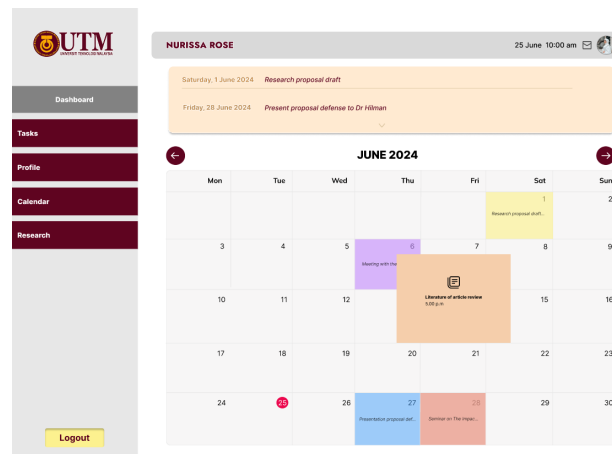 UTM
UNIVERSITI TEKNOLOGI MALAYSIA
NURISSA ROSE
25 June 10:00 am
Saturday, 1 June 2024 Research proposal draft
Friday, 28 June 2024 Present proposal defense to Dr Hilman
Dashboard
Tasks
Profile
Calendar
Research
Logout
JUNE 2024
Mon Tue Wed Thu Fri Sat Sun
1 2
Research proposal draft...
3 4 5 6 7 8 9
Meeting with the
Literature of article review
5.00 p.m
10 11 12 15 16
17 18 19 20 21 22 23
24 25 26 27 28 29 30
Presentation proposal def...
Seminar on The Impac...